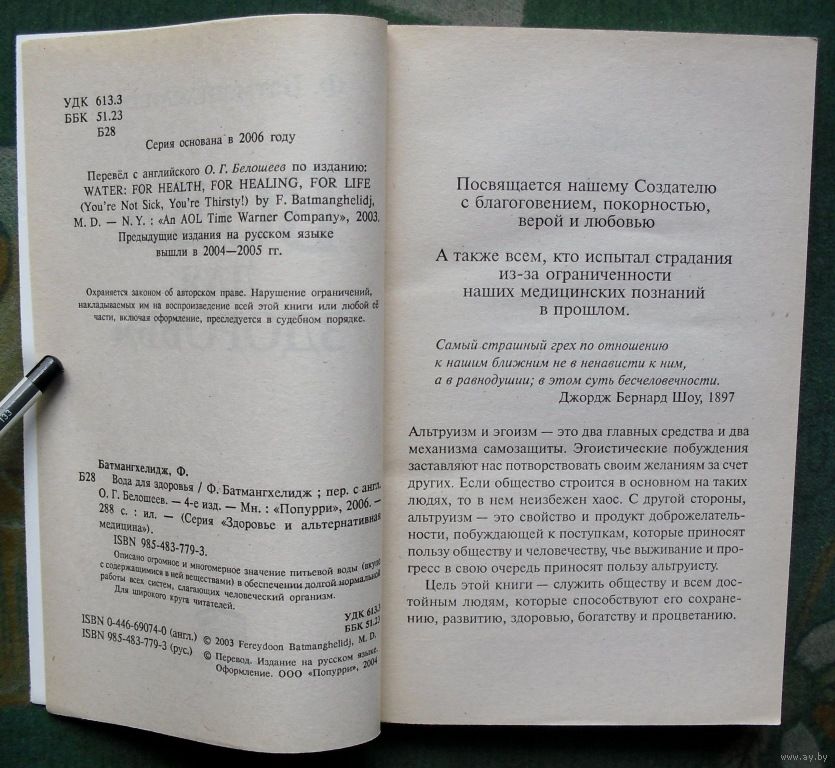 УДК 613.3
ББК 51.23
Б28
Серия основана в 2006 году
Перевёл с английского О. Г. Белошеев по изданию:
WATER: FOR HEALTH, FOR HEALING, FOR LIFE
(You're Not Sick, You're Thirsty!) by F. Batmanghelidj,
M. D. — N.Y. : «An AOL Time Warner Company», 2003.
Предыдущие издания на русском языке
вышли в 2004—2005 гг.
Охраняется законом об авторском праве. Нарушение ограничений,
накладываемых им на воспроизведение всей этой книги или любой её
части, включая оформление, преследуется в судебном порядке.
Батмангхелидж, Ф.
Б28 Вода для здоровья / Ф. Батмангхелидж ; пер. с англ.
О. Г. Белошеев. — 4-е изд. — Мн. : «Попурри», 2006. —
288 с. : ил. — (Серия «Здоровье и альтернативная
медицина»).
ISBN 985-483-779-3.
Описано огромное и многомерное значение питьевой воды (вкупе
с содержащимися в ней веществами) в обеспечении долгой нормальной
работы всех систем, слагающих человеческий организм.
Для широкого круга читателей.
УДК 613.3
ББК 51.23
ISBN 0-446-69074-0 (англ.)
ISBN 985-483-779-3 (рус.)
© 2003 Fereydoon Batmanghelidj, M. D.
© Перевод. Издание на русском языке.
Оформление. ООО «Попурри», 2004
Посвящается нашему Создателю
с благоговением, покорностью,
верой и любовью
А также всем, кто испытал страдания
из-за ограниченности
наших медицинских познаний
в прошлом.
Самый страшный грех по отношению
к нашим ближним не в ненависти к ним,
а в равнодушии; в этом суть бесчеловечности.
Джордж Бернард Шоу, 1897
Альтруизм и эгоизм — это два главных средства и два
механизма самозащиты. Эгоистические побуждения
заставляют нас потворствовать своим желаниям за счет
других. Если общество строится в основном на таких
людях, то в нем неизбежен хаос. С другой стороны,
альтруизм — это свойство и продукт доброжелатель-
ности, побуждающей к поступкам, которые приносят
пользу обществу и человечеству, чье выживание и про-
гресс в свою очередь приносят пользу альтруисту.
Цель этой книги — служить обществу и всем дос-
тойным людям, которые способствуют его сохране-
нию, развитию, здоровью, богатству и процветанию.
133
www.ay.by